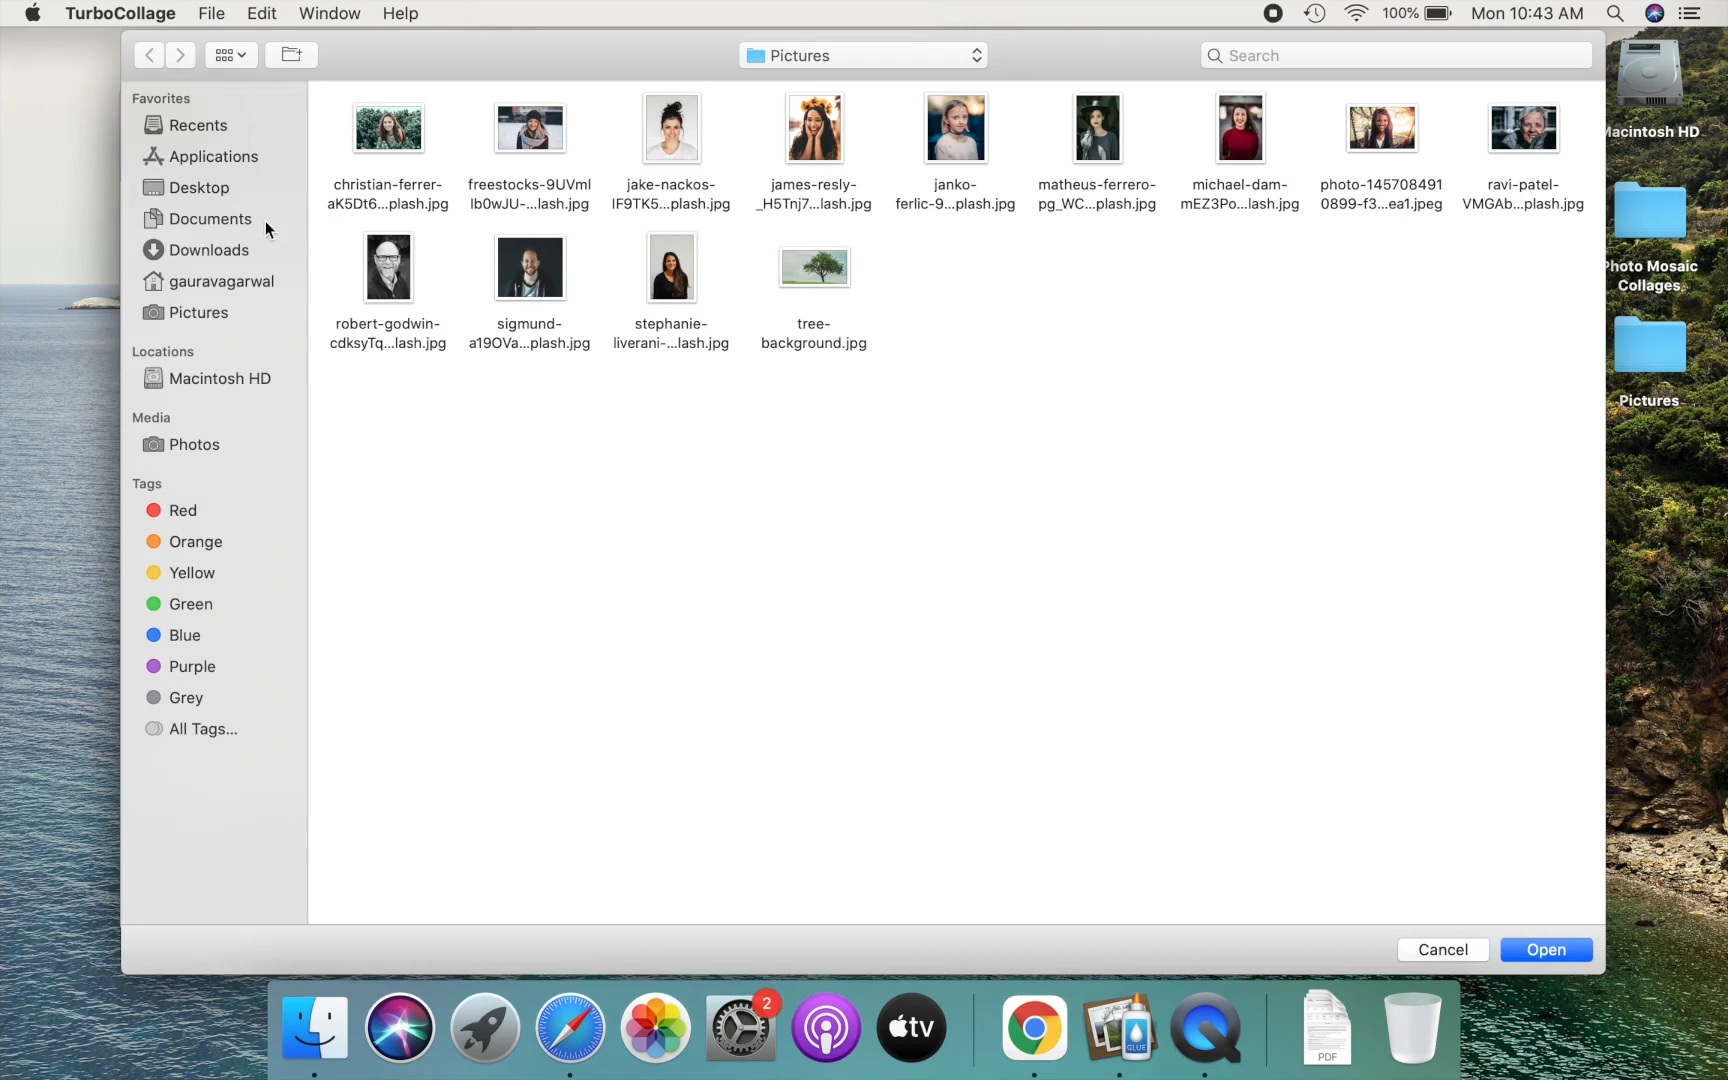 TurboCollage File Edit Window Help 100% Mon 10:43 AM
Pictures
Search
Favorites
Recents
Applications
Desktop
Documents
Downloads
gauravagarwal
Pictures
Locations
Macintosh HD
Media
Photos
Tags
Red
Orange
Yellow
Green
Blue
Purple
Grey
All Tags...
christian-ferrer-
aK5Dt6...plash.jpg
freestocks-9UVml
Ib0wJU-...lash.jpg
jake-nackos-
IF9TK5...plash.jpg
james-resly-
_H5Tnj7...lash.jpg
janko-
ferlic-9...plash.jpg
matheus-ferrero-
pg_WC...plash.jpg
michael-dam-
mEZ3Po...lash.jpg
photo-145708491
0899-f3...ea1.jpeg
ravi-patel-
VMGAb...plash.jpg
robert-godwin-
cdksyTq...lash.jpg
sigmund-
a19OVa...plash.jpg
stephanie-
liverani-...lash.jpg
tree-
background.jpg
Cancel
Open
Macintosh HD
Photo Mosaic
Collages
Pictures
2
tv
GLUE
PDF